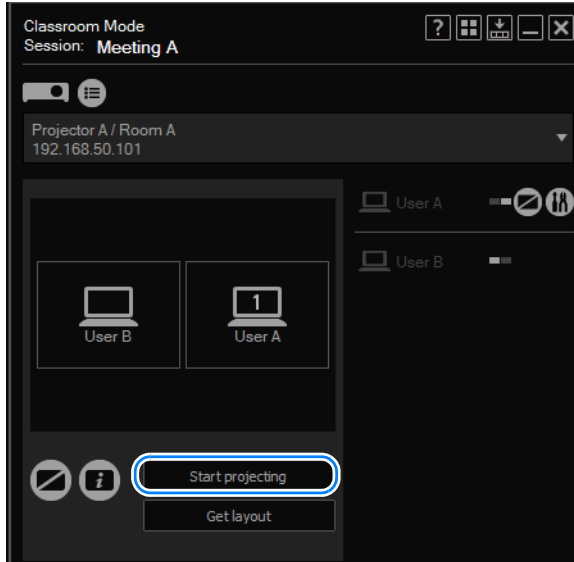 Classroom Mode
Session: Meeting A
?
Projector A / Room A
192.168.50.101
User A
User B
1
User B
User A
i
Start projecting
Get layout